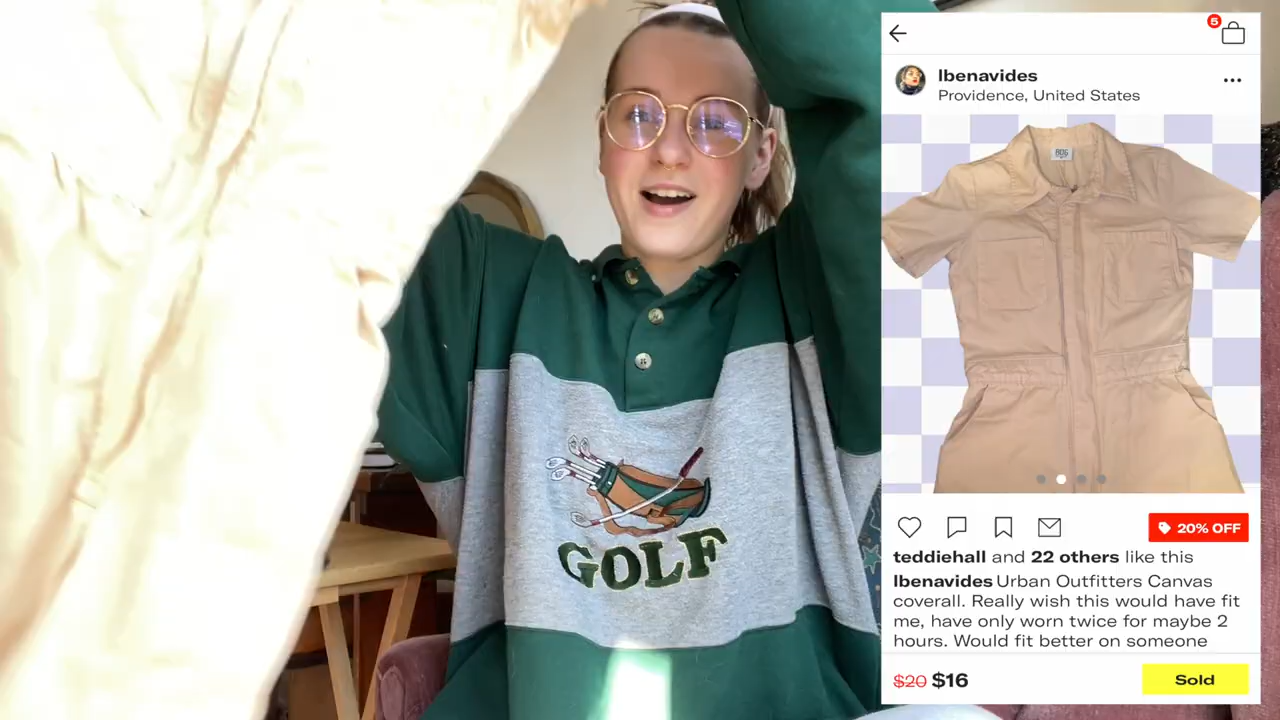 GOLF
5
lbenavides
Providence, United States
BDG
20% OFF
teddiehall and 22 others like this
lbenavides Urban Outfitters Canvas
coverall. Really wish this would have fit
me, have only worn twice for maybe 2
hours. Would fit better on someone
$20 $16
Sold